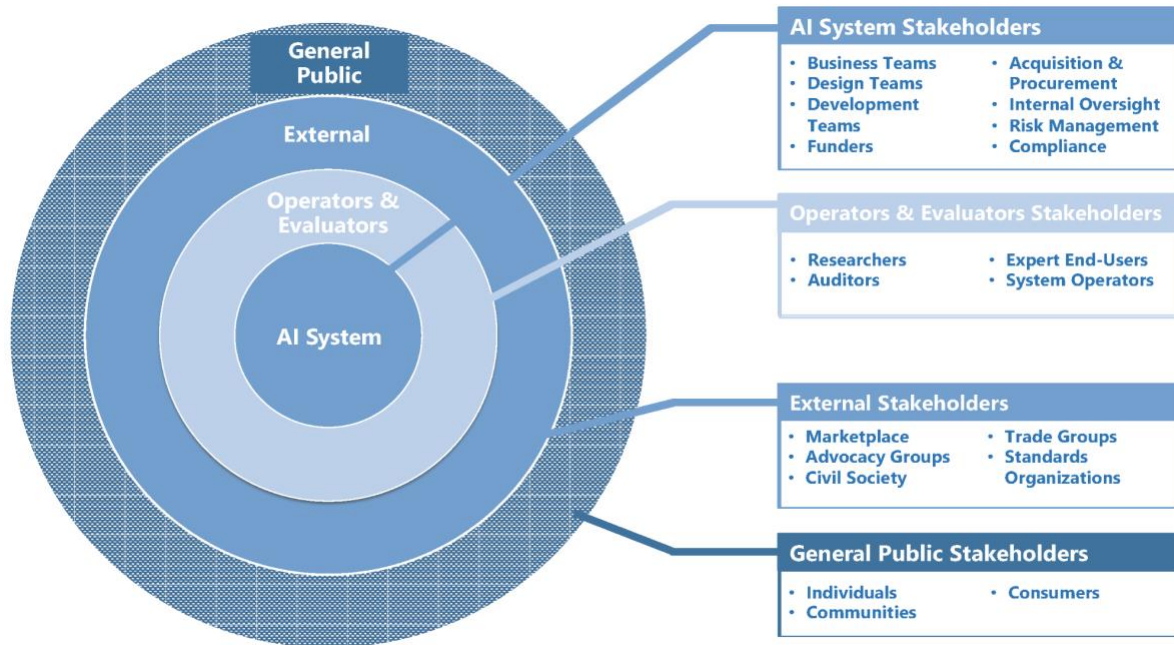 General
Public
External
Operators &
Evaluators
AI System
AI System Stakeholders
• Business Teams
• Design Teams
• Development
Teams
• Funders
• Acquisition &
Procurement
• Internal Oversight
• Risk Management
• Compliance
Operators & Evaluators Stakeholders
• Researchers
• Auditors
• Expert End-Users
• System Operators
External Stakeholders
• Marketplace
• Advocacy Groups
• Civil Society
• Trade Groups
• Standards
Organizations
General Public Stakeholders
• Individuals
• Communities
• Consumers